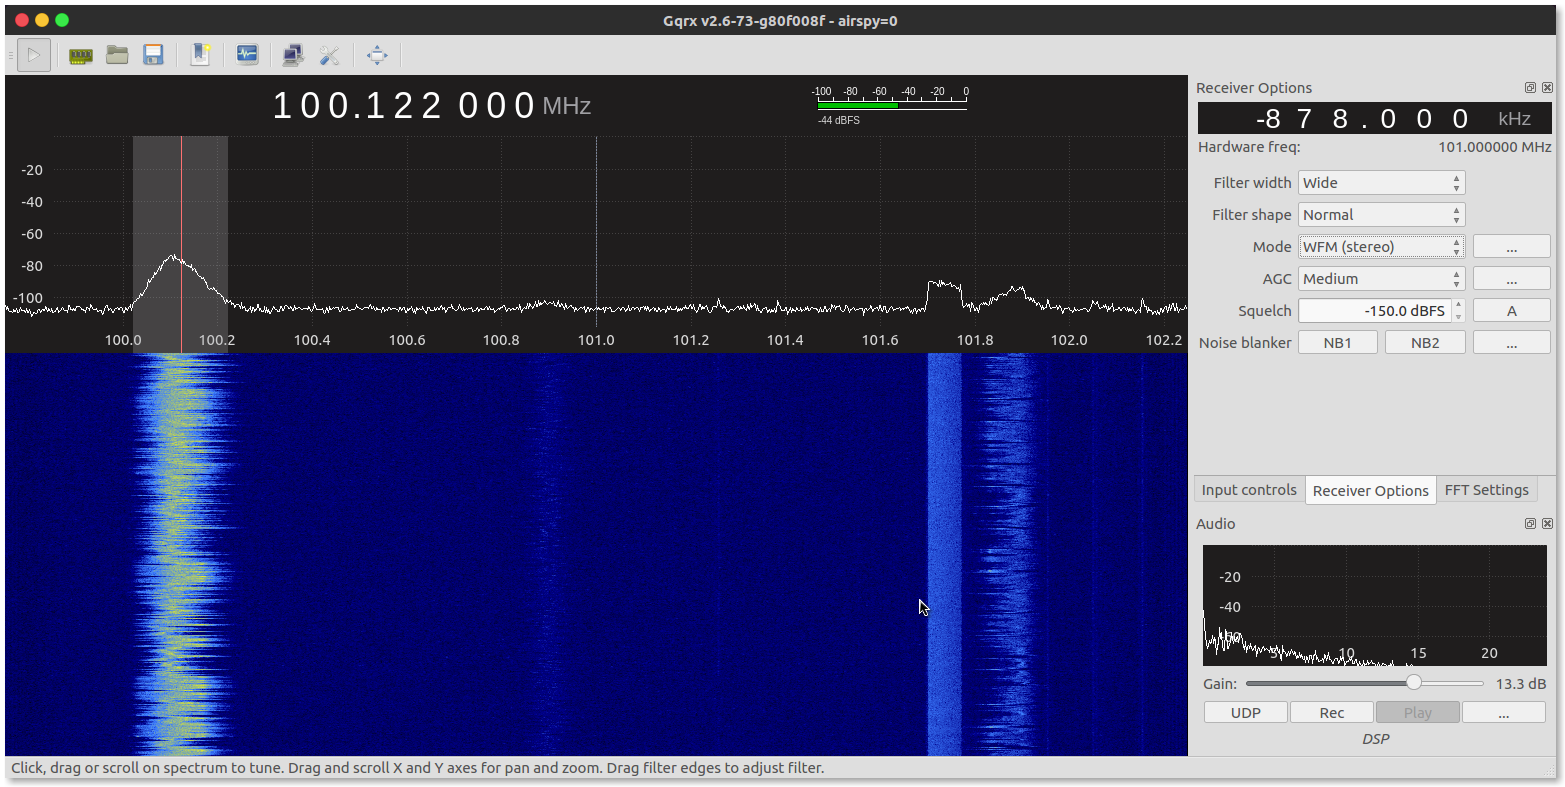 Gqrx v2.6-73-g80f008f - airspy=0
100.122 000 MHz
-100 -80 -60 -40 -20 0
-44 dBFS
-20
-40
-60
-80
-100
100.0 100.2 100.4 100.6 100.8 101.0 101.2 101.4 101.6 101.8 102.0 102.2
Receiver Options
-878.000 kHz
Hardware freq: 101.000000 MHz
Filter width Wide
Filter shape Normal
Mode WFM (stereo) ...
AGC Medium ...
Squelch -150.0 dBFS A
Noise blanker NB1 NB2 ...
Input controls Receiver Options FFT Settings
Audio
-20
-40
-60
5 10 15 20
Gain: 13.3 dB
UDP Rec Play ...
DSP
Click, drag or scroll on spectrum to tune. Drag and scroll X and Y axes for pan and zoom. Drag filter edges to adjust filter.